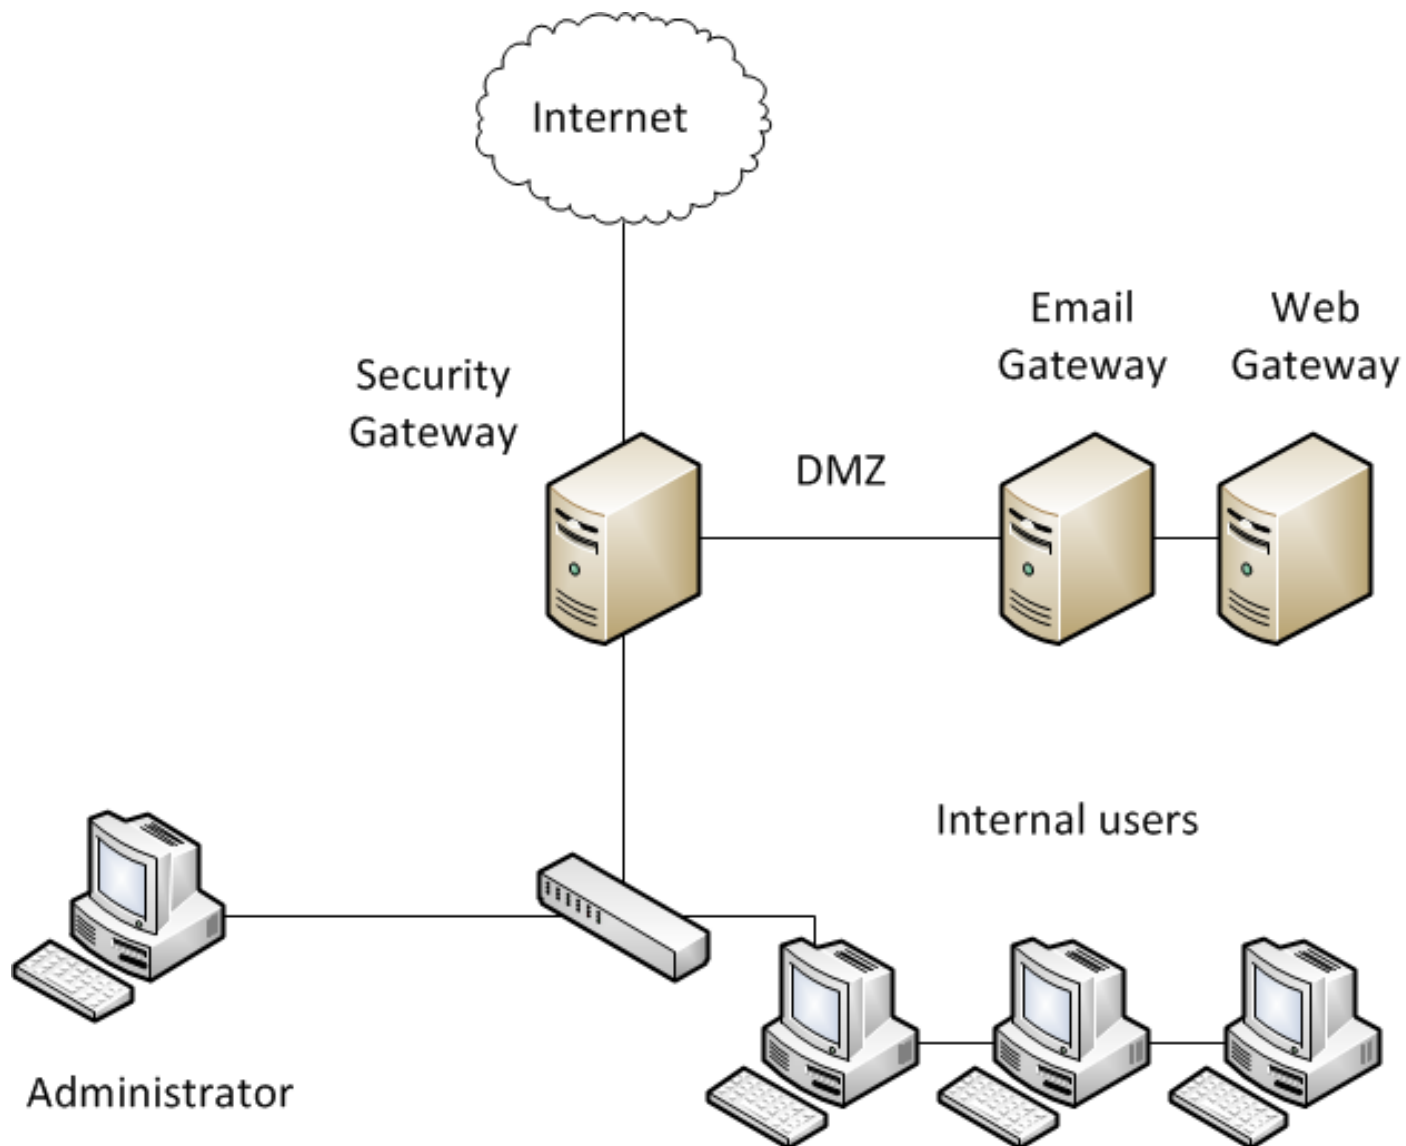 Internet
Email
Gateway
Web
Gateway
Security
Gateway
DMZ
Internal users
Administrator